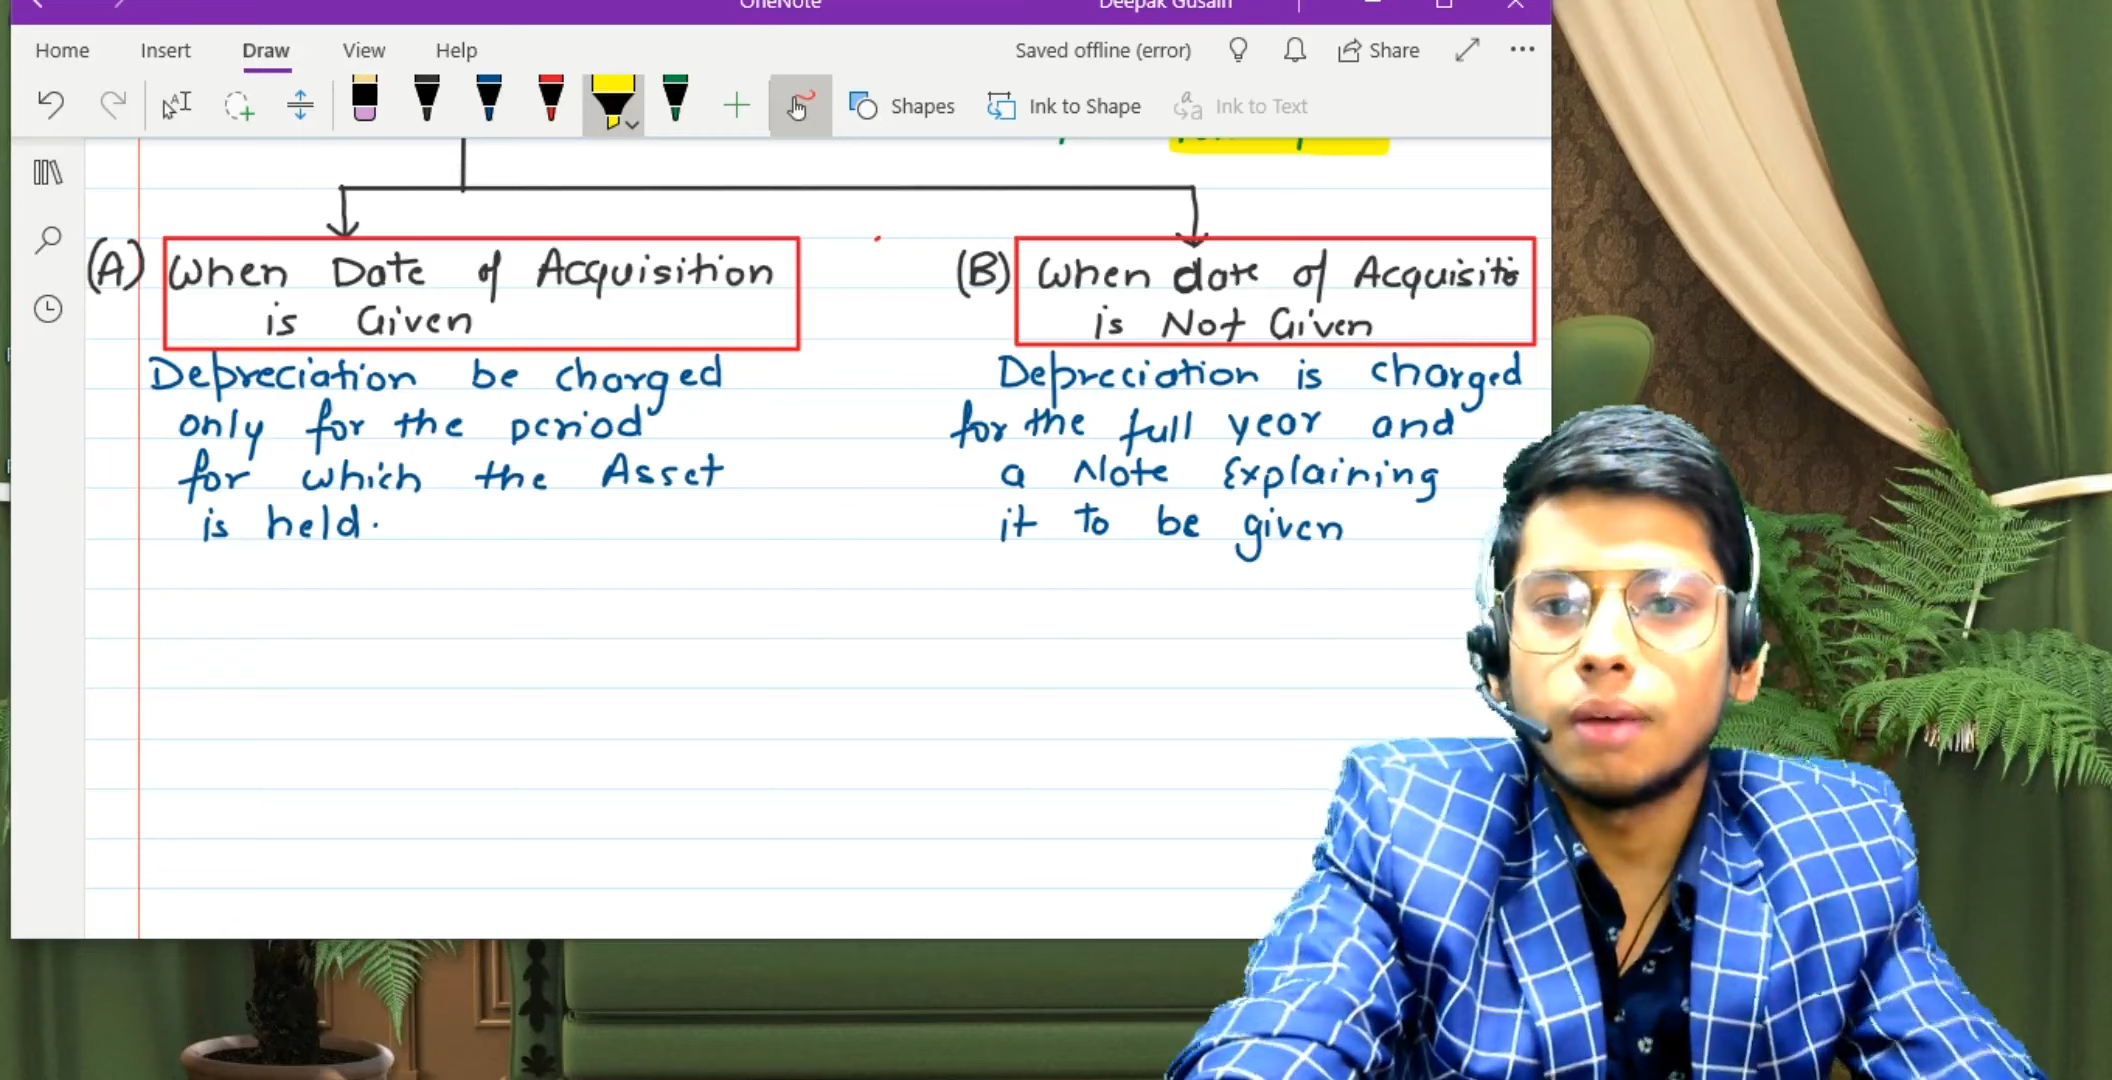 OneNote
Deepak Gusain
Home Insert Draw View Help
Saved offline (error) Share
Shapes Ink to Shape Ink to Text
(A) When Date of Acquisition
is Given
Depreciation be charged
only for the period
for which the Asset
is held.
(B) When date of Acquisitio
is Not Given
Depreciation is charged
for the full year and
a Note Explaining
it to be given